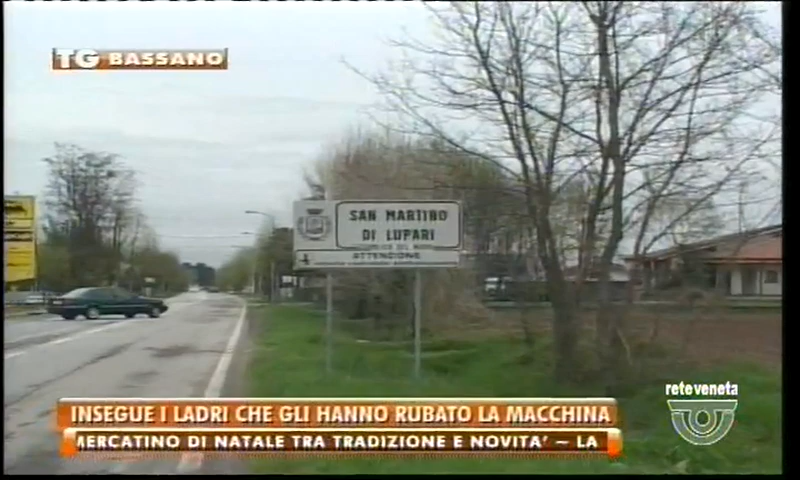 TG BASSANO
SAN MARTINO
DI LUPARI
ATTENZIONE
reteveneta
INSEGUE I LADRI CHE GLI HANNO RUBATO LA MACCHINA
MERCATINO DI NATALE TRA TRADIZIONE E NOVITA' – LA